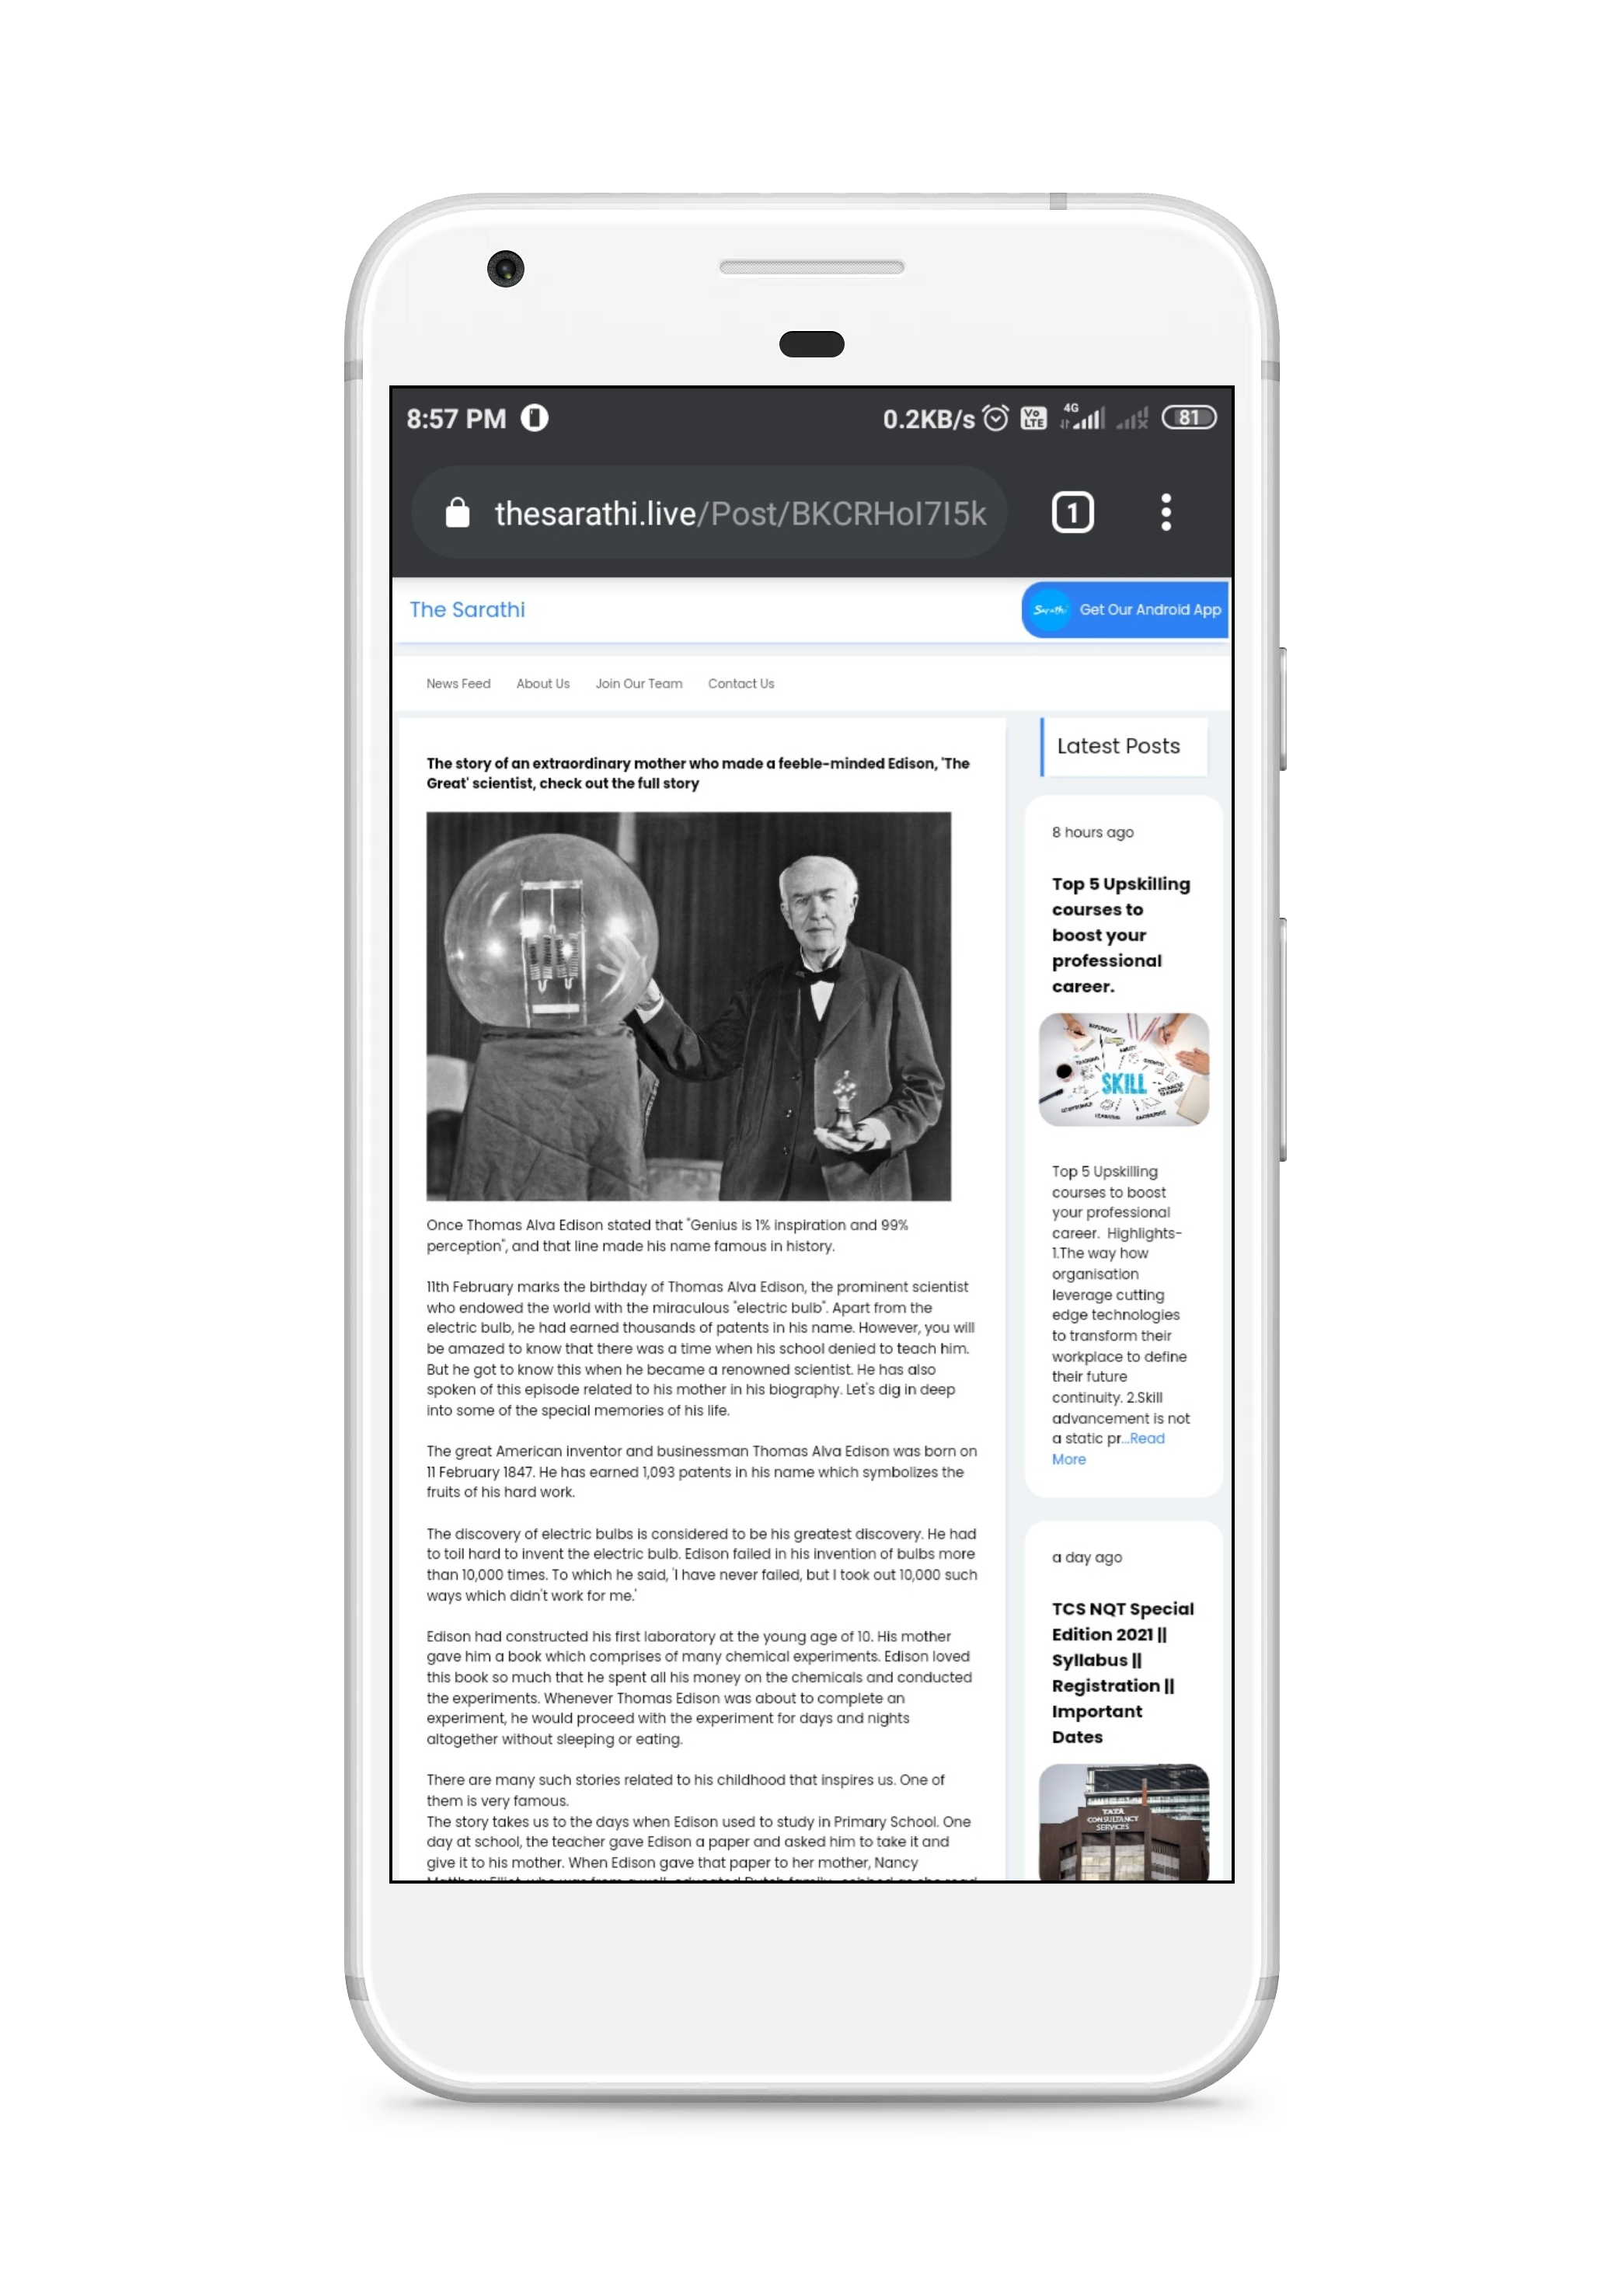 8:57 PM
0.2KB/s Vo LTE 4G 81
thesarathi.live/Post/BKCRHoI7I5k
1
The Sarathi
Sarathi Get Our Android App
News Feed About Us Join Our Team Contact Us
The story of an extraordinary mother who made a feeble-minded Edison, 'The
Great' scientist, check out the full story
Once Thomas Alva Edison stated that "Genius is 1% inspiration and 99%
perception", and that line made his name famous in history.
11th February marks the birthday of Thomas Alva Edison, the prominent scientist
who endowed the world with the miraculous "electric bulb". Apart from the
electric bulb, he had earned thousands of patents in his name. However, you will
be amazed to know that there was a time when his school denied to teach him.
But he got to know this when he became a renowned scientist. He has also
spoken of this episode related to his mother in his biography. Let's dig in deep
into some of the special memories of his life.
The great American inventor and businessman Thomas Alva Edison was born on
11 February 1847. He has earned 1,093 patents in his name which symbolizes the
fruits of his hard work.
The discovery of electric bulbs is considered to be his greatest discovery. He had
to toil hard to invent the electric bulb. Edison failed in his invention of bulbs more
than 10,000 times. To which he said, 'I have never failed, but I took out 10,000 such
ways which didn't work for me.'
Edison had constructed his first laboratory at the young age of 10. His mother
gave him a book which comprises of many chemical experiments. Edison loved
this book so much that he spent all his money on the chemicals and conducted
the experiments. Whenever Thomas Edison was about to complete an
experiment, he would proceed with the experiment for days and nights
altogether without sleeping or eating.
There are many such stories related to his childhood that inspires us. One of
them is very famous.
The story takes us to the days when Edison used to study in Primary School. One
day at school, the teacher gave Edison a paper and asked him to take it and
give it to his mother. When Edison gave that paper to her mother, Nancy
Latest Posts
8 hours ago
Top 5 Upskilling
courses to
boost your
professional
career.
SKILL
Top 5 Upskilling
courses to boost
your professional
career. Highlights-
1.The way how
organisation
leverage cutting
edge technologies
to transform their
workplace to define
their future
continuity. 2.Skill
advancement is not
a static pr...Read
More
a day ago
TCS NQT Special
Edition 2021 ||
Syllabus ||
Registration ||
Important
Dates
TATA
CONSULTANCY
SERVICES